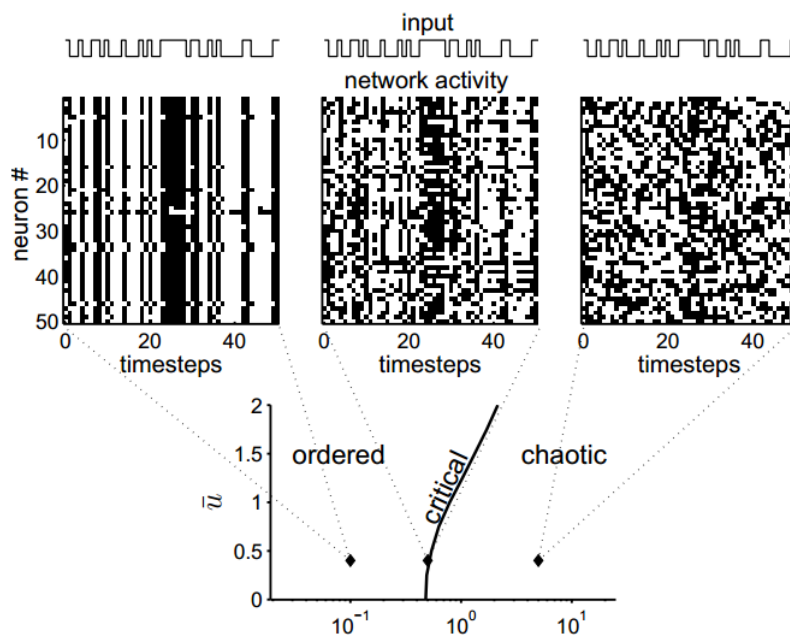 input
network activity
neuron #
10
20
30
40
50
0 20 40
0 20 40
0 20 40
timesteps
timesteps
timesteps
ū
2
1.5
1
0.5
0
ordered
critical
chaotic
10⁻¹ 10⁰ 10¹